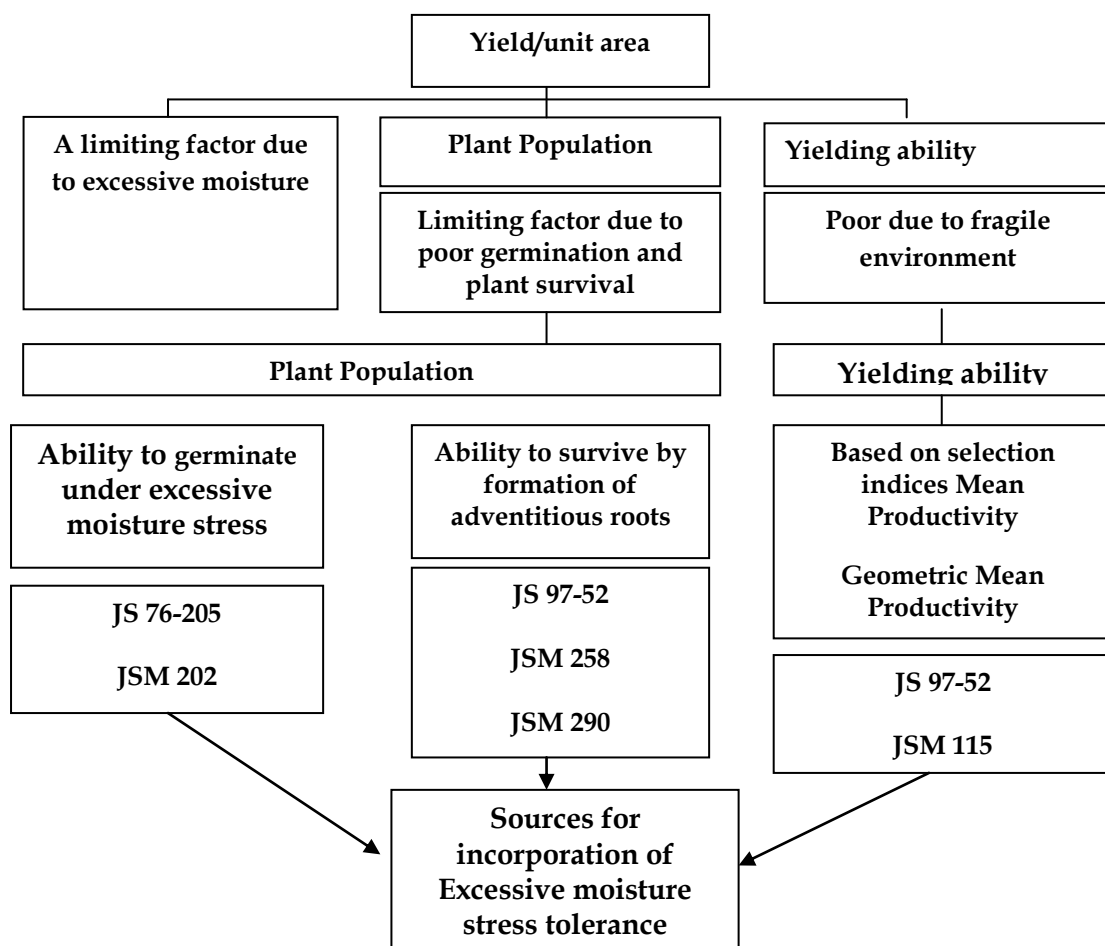 Yield/unit area
A limiting factor due
to excessive moisture
Plant Population
Yielding ability
Limiting factor due to
poor germination and
plant survival
Poor due to fragile
environment
Plant Population
Yielding ability
Ability to germinate
under excessive
moisture stress
Ability to survive by
formation of
adventitious roots
Based on selection
indices Mean
Productivity
Geometric Mean
Productivity
JS 76-205
JSM 202
JS 97-52
JSM 258
JSM 290
JS 97-52
JSM 115
Sources for
incorporation of
Excessive moisture
stress tolerance